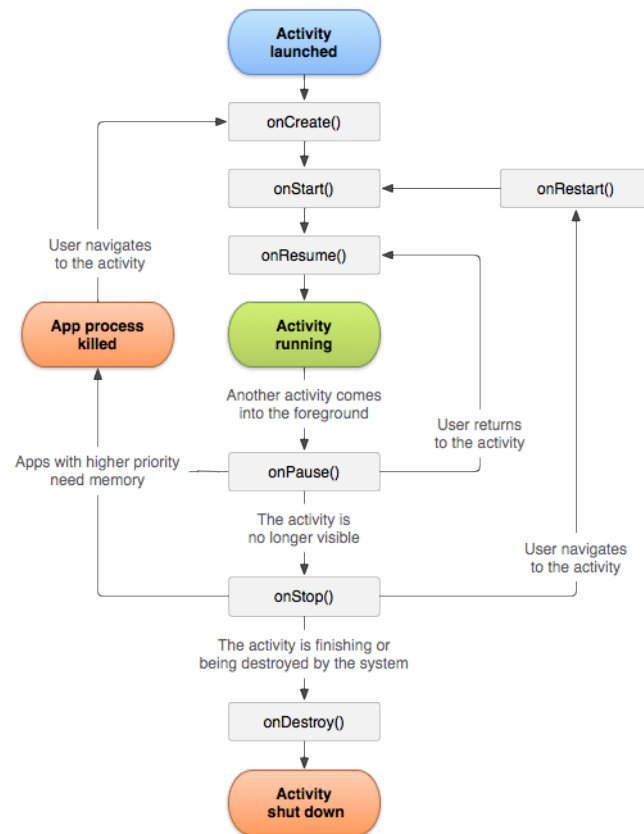 Activity
launched
onCreate()
onStart()
onRestart()
User navigates
to the activity
onResume()
App process
killed
Activity
running
Another activity comes
into the foreground
User returns
to the activity
Apps with higher priority
need memory
onPause()
The activity is
no longer visible
User navigates
to the activity
onStop()
The activity is finishing or
being destroyed by the system
onDestroy()
Activity
shut down